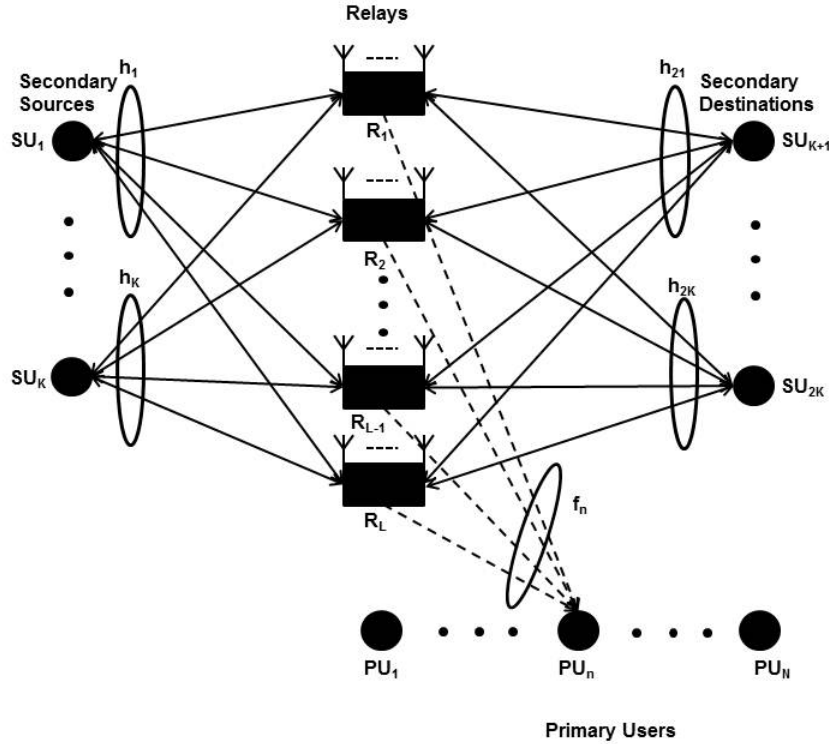 Relays
Secondary Sources
h1
h21
Secondary Destinations
SU1
R1
SUK+1
R2
hK
h2K
SUK
SU2K
RL-1
RL
fn
PU1
PUn
PUN
Primary Users